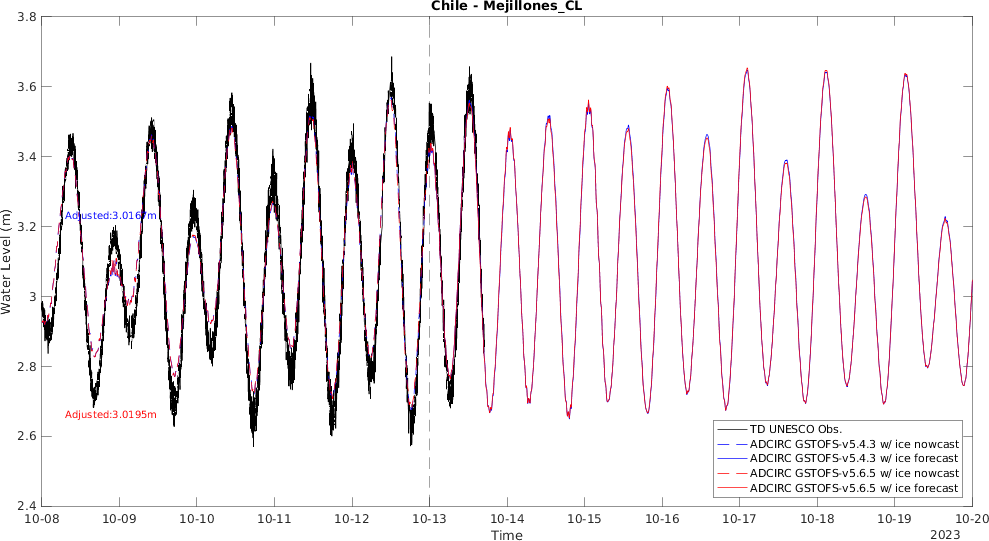 Chile - Mejillones_CL
3.8
3.6
3.4
3.2
3
2.8
2.6
2.4
Water Level (m)
Adjusted:3.0167m
Adjusted:3.0195m
TD UNESCO Obs.
ADCIRC GSTOFS-v5.4.3 w/ ice nowcast
ADCIRC GSTOFS-v5.4.3 w/ ice forecast
ADCIRC GSTOFS-v5.6.5 w/ ice nowcast
ADCIRC GSTOFS-v5.6.5 w/ ice forecast
10-08 10-09 10-10 10-11 10-12 10-13 10-14 10-15 10-16 10-17 10-18 10-19 10-20
Time
2023